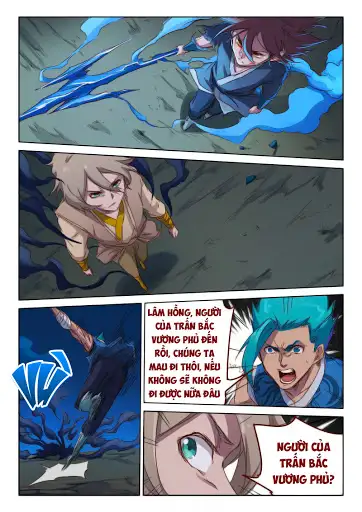 VÙ
LÂM HỒNG, NGƯỜI
CỦA TRẤN BẮC
VƯƠNG PHỦ ĐẾN
RỒI, CHÚNG TA
MAU ĐI THÔI, NẾU
KHÔNG SẼ KHÔNG
ĐI ĐƯỢC NỮA ĐÂU
NGƯỜI CỦA
TRẤN BẮC
VƯƠNG PHỦ?